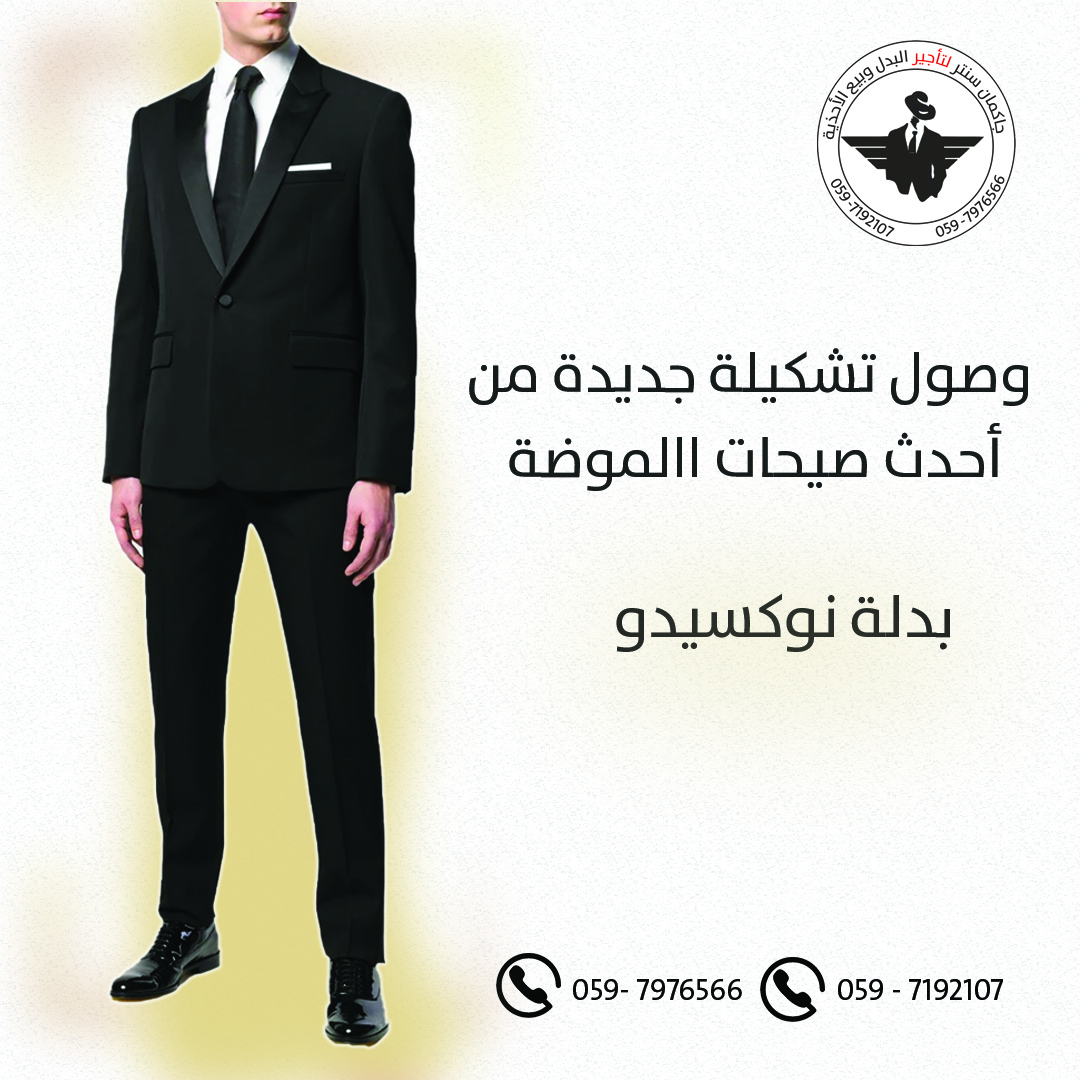 جاكمان سنتر لتأجير البدل وبيع الأحذية
059-7192107
059-7976566
وصول تشكيلة جديدة من
أحدث صيحات االموضة
بدلة نوكسيدو
059- 7976566
059 - 7192107